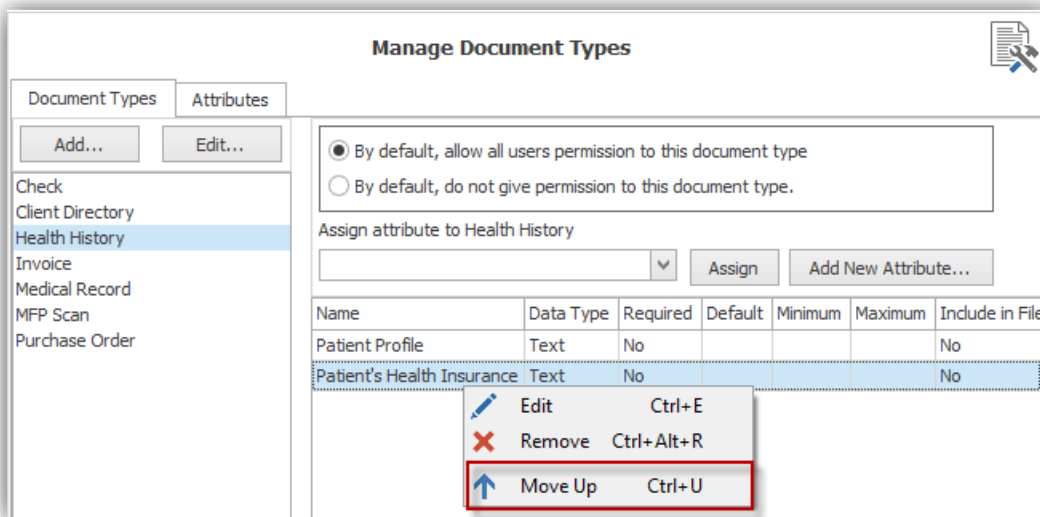 Manage Document Types
Document Types Attributes
Add... Edit...
Check
Client Directory
Health History
Invoice
Medical Record
MFP Scan
Purchase Order
By default, allow all users permission to this document type
By default, do not give permission to this document type.
Assign attribute to Health History
Assign Add New Attribute...
Name Data Type Required Default Minimum Maximum Include in File
Patient Profile Text No No
Patient's Health Insurance Text No No
Edit Ctrl+E
Remove Ctrl+Alt+R
Move Up Ctrl+U